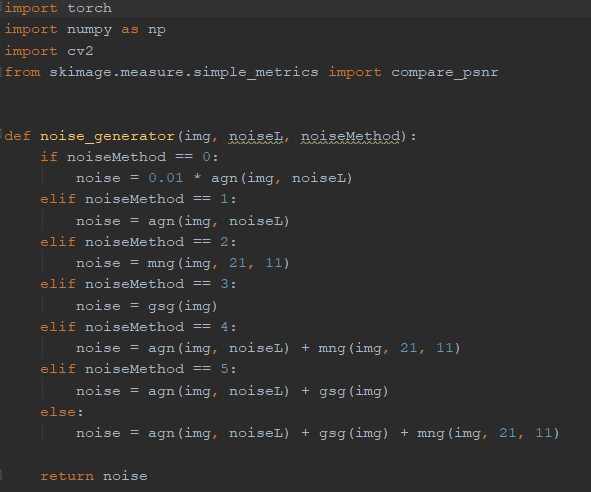 import torch
import numpy as np
import cv2
from skimage.measure.simple_metrics import compare_psnr
def noise_generator(img, noiseL, noiseMethod):
    if noiseMethod == 0:
        noise = 0.01 * agn(img, noiseL)
    elif noiseMethod == 1:
        noise = agn(img, noiseL)
    elif noiseMethod == 2:
        noise = mng(img, 21, 11)
    elif noiseMethod == 3:
        noise = gsg(img)
    elif noiseMethod == 4:
        noise = agn(img, noiseL) + mng(img, 21, 11)
    elif noiseMethod == 5:
        noise = agn(img, noiseL) + gsg(img)
    else:
        noise = agn(img, noiseL) + gsg(img) + mng(img, 21, 11)
    return noise